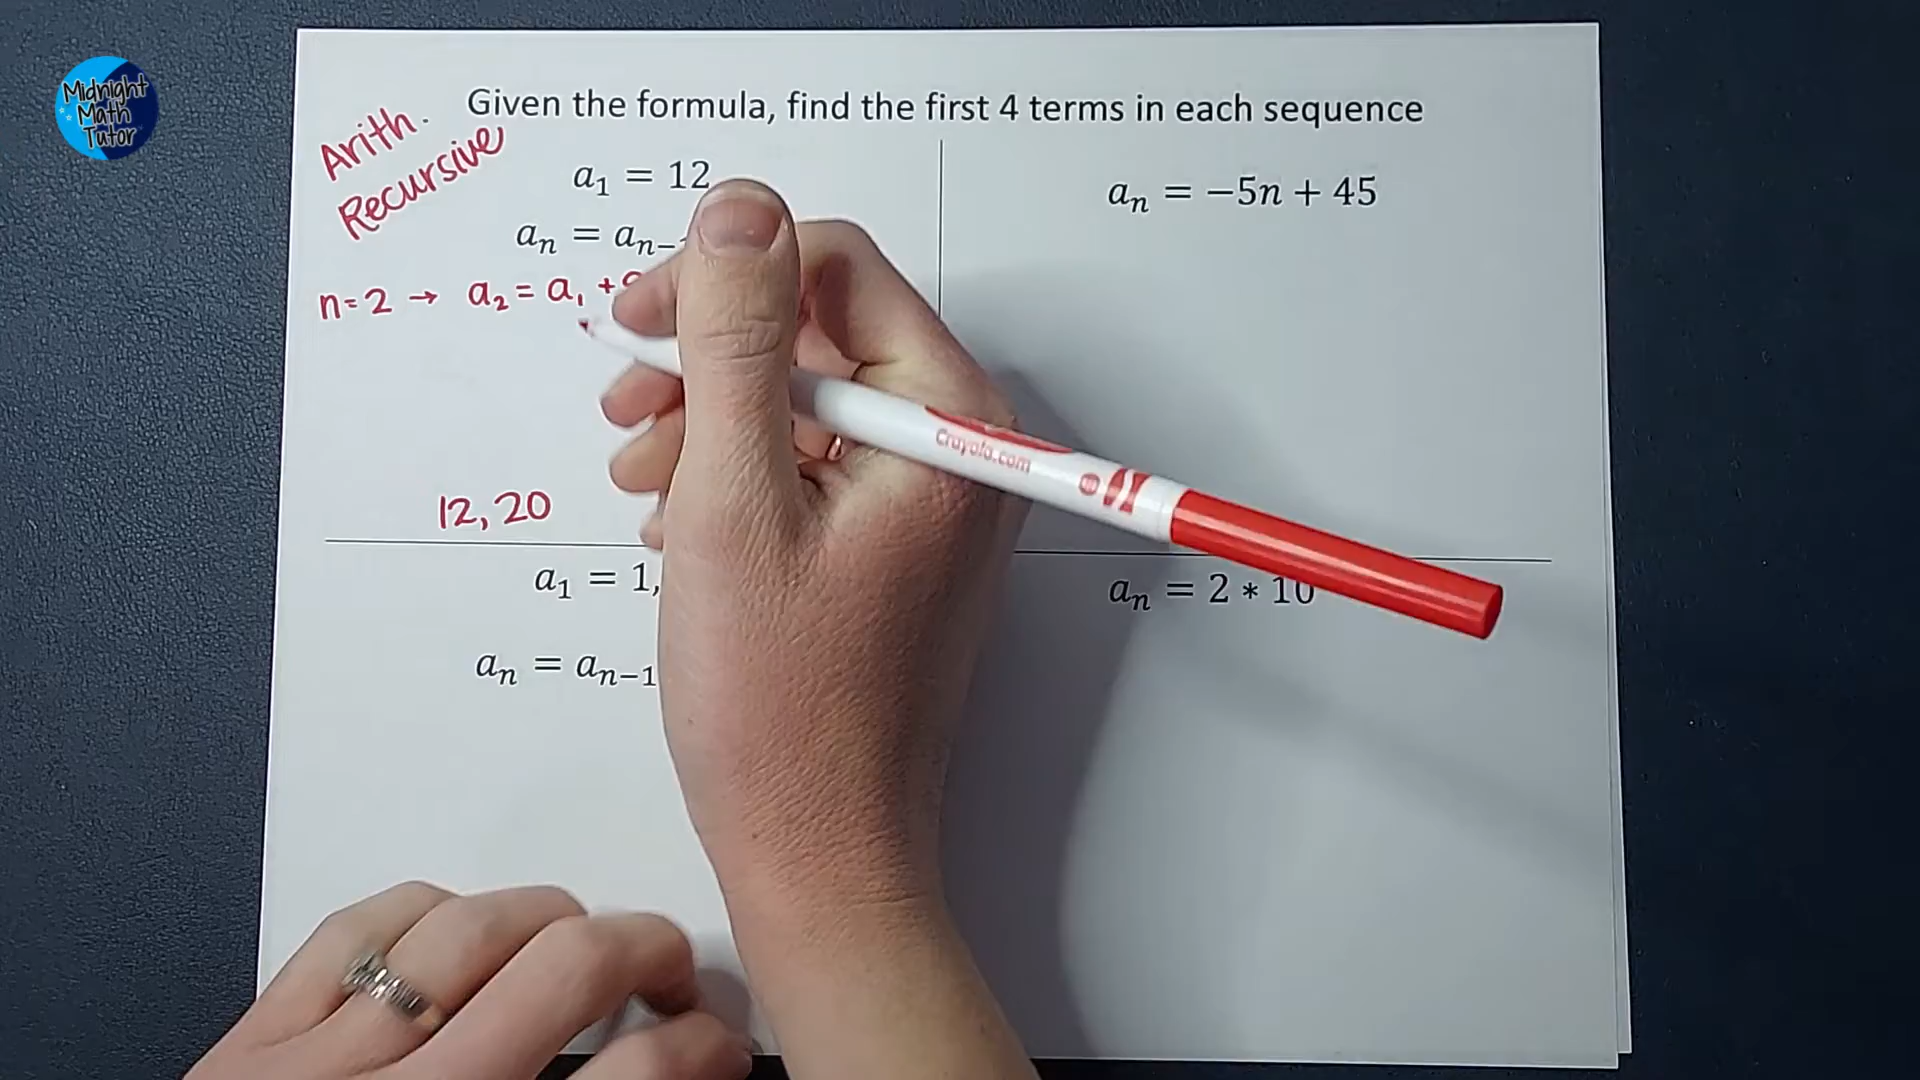 Midnight
Math
Tutor
Given the formula, find the first 4 terms in each sequence
Arith.
Recursive
a₁ = 12
aₙ = aₙ₋
n=2 → a₂ = a₁ +
12, 20
aₙ = −5n + 45
a₁ = 1,
aₙ = aₙ₋₁
aₙ = 2 * 10
Crayola.com